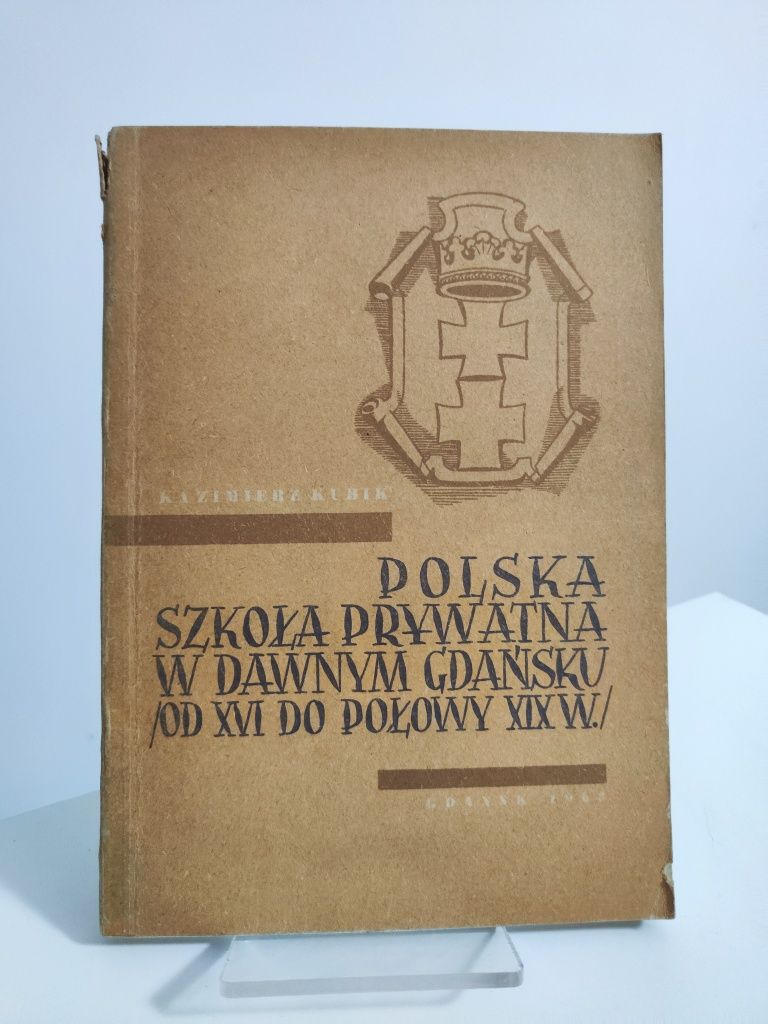 KAZIMIERZ KUBIK
POLSKA
SZKOŁA PRYWATNA
W DAWNYM GDAŃSKU
/OD XVI DO POŁOWY XIX W./